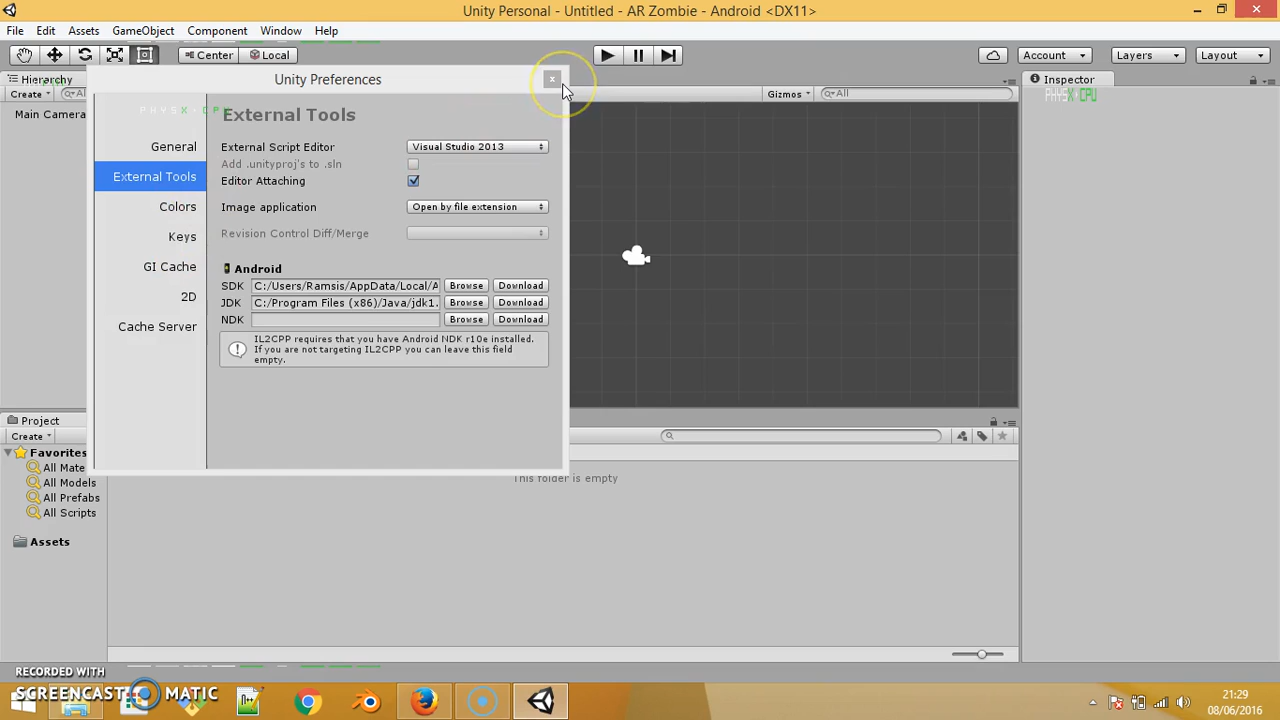 Unity Personal - Untitled - AR Zombie - Android <DX11>
File Edit Assets GameObject Component Window Help
Center Local Account Layers Layout
Hierarchy
Unity Preferences
x
Inspector
Create
Gizmos
All
PHYSX CPU
PHYSX CPU
Main Camera
External Tools
General
External Tools
Colors
Keys
GI Cache
2D
Cache Server
External Script Editor Visual Studio 2013
Add .unityproj's to .sln
Editor Attaching
Image application Open by file extension
Revision Control Diff/Merge
Android
SDK C:/Users/Ramsis/AppData/Local/A Browse Download
JDK C:/Program Files (x86)/Java/jdk1. Browse Download
NDK Browse Download
IL2CPP requires that you have Android NDK r10e installed.
If you are not targeting IL2CPP you can leave this field
empty.
Project
Create
Favorites
All Mate
All Models
All Prefabs
All Scripts
Assets
This folder is empty
RECORDED WITH
SCREENCAST MATIC
21:29
08/06/2016